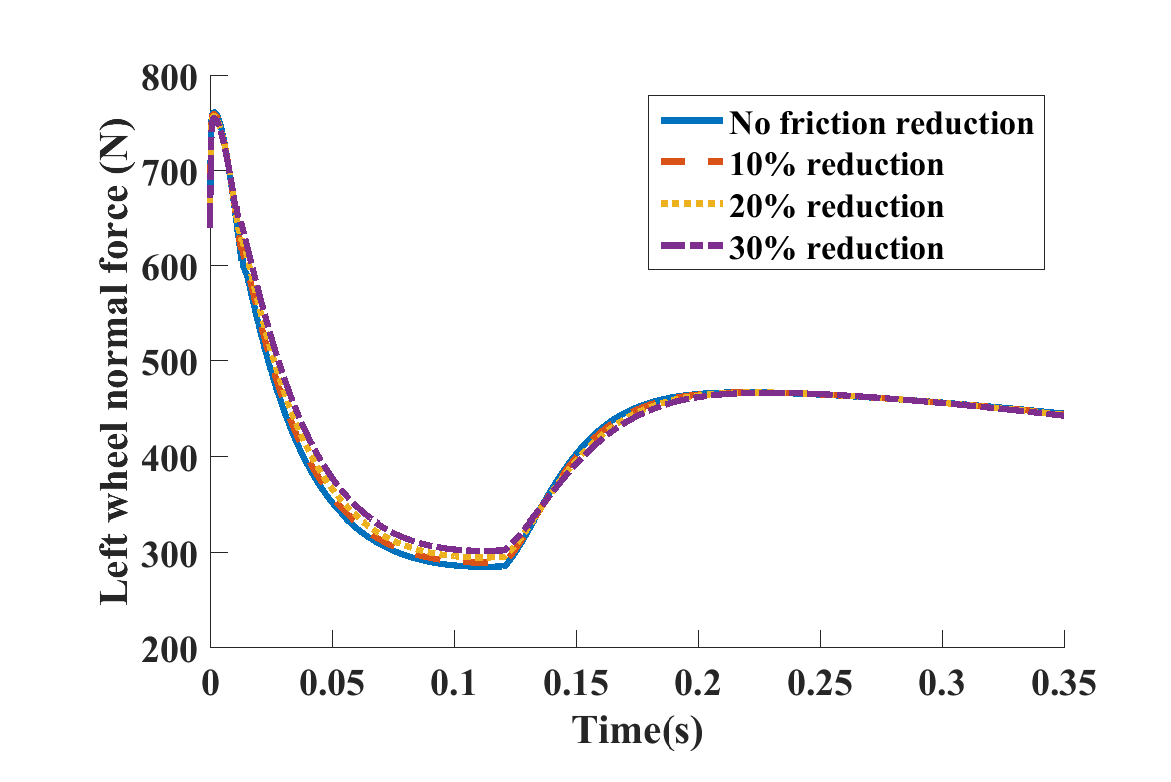 Left wheel normal force (N)
800
700
600
500
400
300
200
No friction reduction
10% reduction
20% reduction
30% reduction
0 0.05 0.1 0.15 0.2 0.25 0.3 0.35
Time(s)